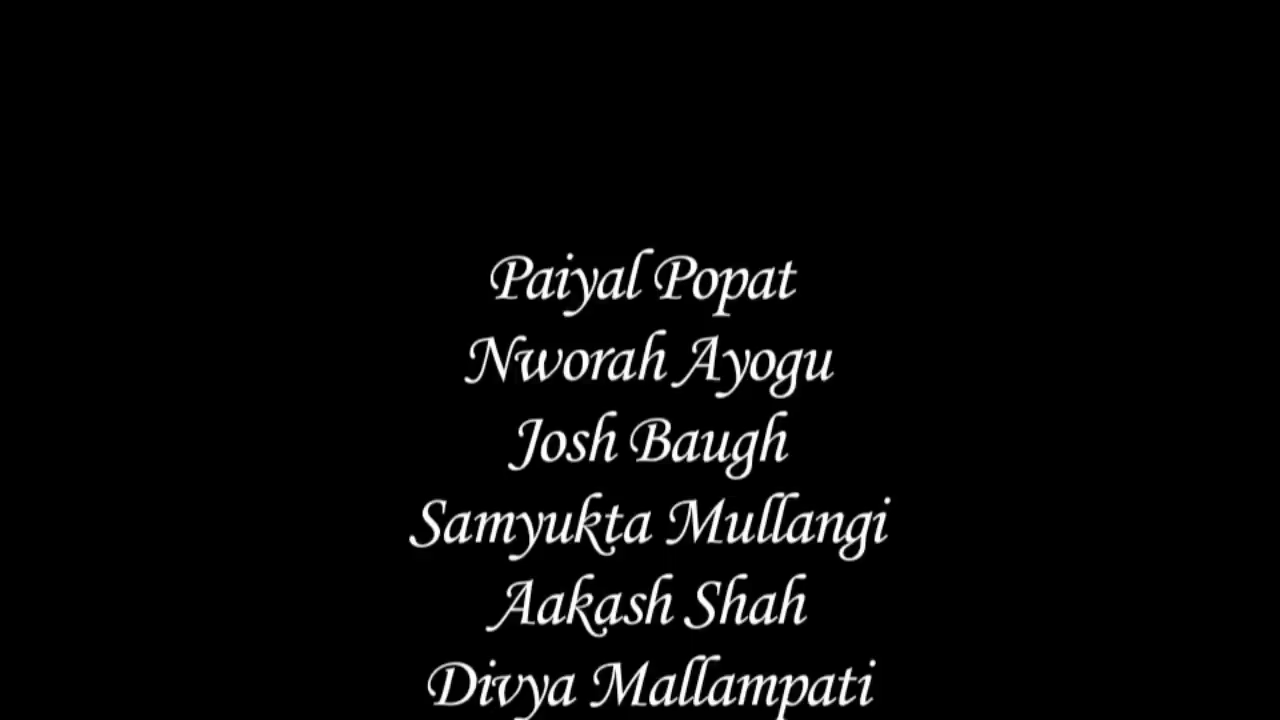 Paiyal Popat
Nworah Ayogu
Josh Baugh
Samyukta Mullangi
Aakash Shah
Divya Mallampati